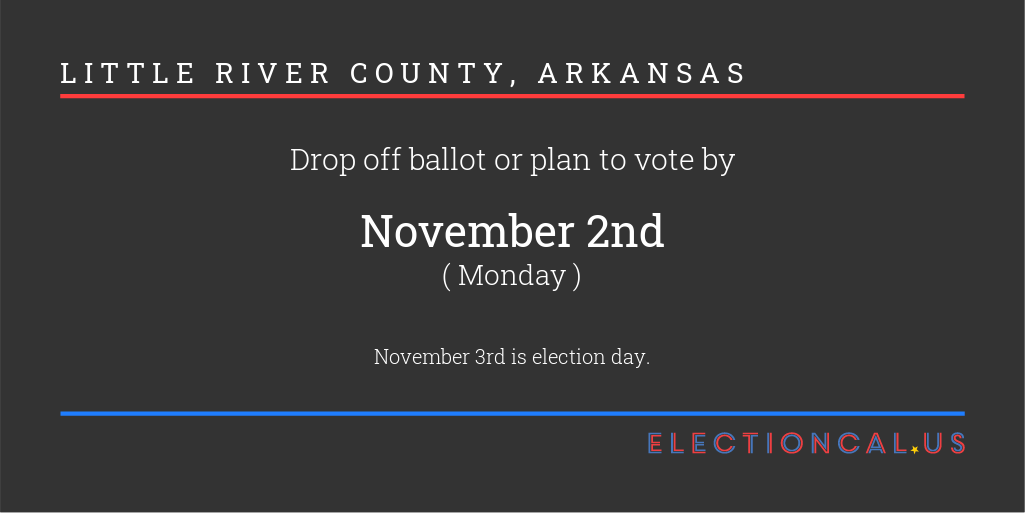 LITTLE RIVER COUNTY, ARKANSAS
Drop off ballot or plan to vote by
November 2nd
( Monday )
November 3rd is election day.
ELECTIONCAL.US